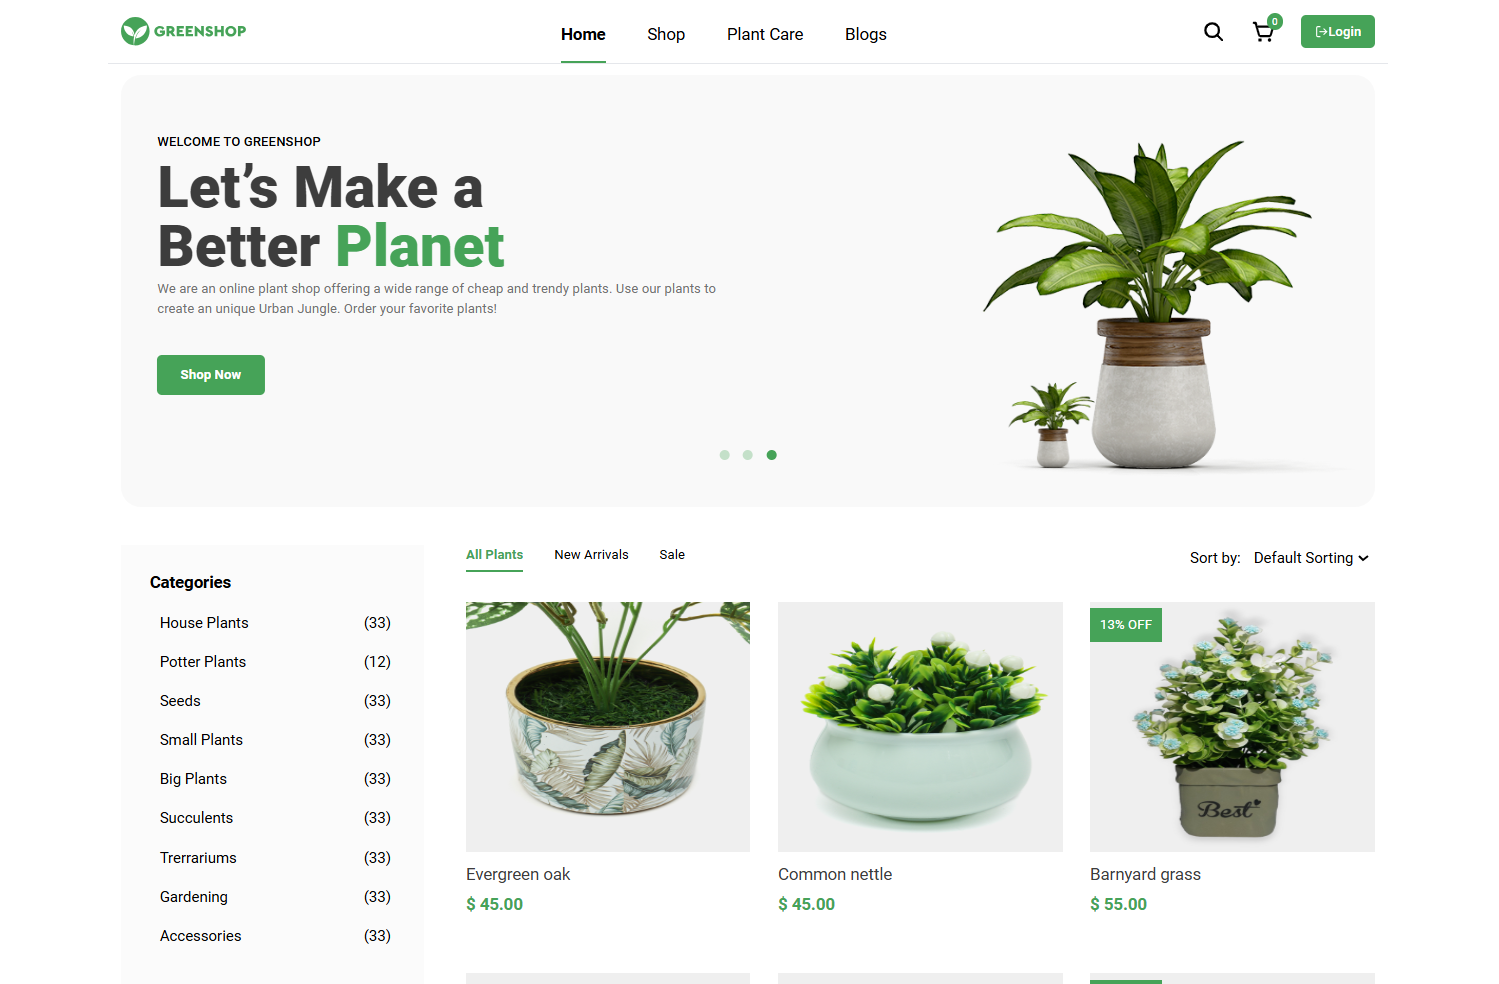 GREENSHOP
Home
Shop
Plant Care
Blogs
0
Login
WELCOME TO GREENSHOP
Let’s Make a
Better Planet
We are an online plant shop offering a wide range of cheap and trendy plants. Use our plants to
create an unique Urban Jungle. Order your favorite plants!
Shop Now
Categories
House Plants (33)
Potter Plants (12)
Seeds (33)
Small Plants (33)
Big Plants (33)
Succulents (33)
Trerrariums (33)
Gardening (33)
Accessories (33)
All Plants
New Arrivals
Sale
Sort by: Default Sorting
13% OFF
Best
Evergreen oak
$ 45.00
Common nettle
$ 45.00
Barnyard grass
$ 55.00